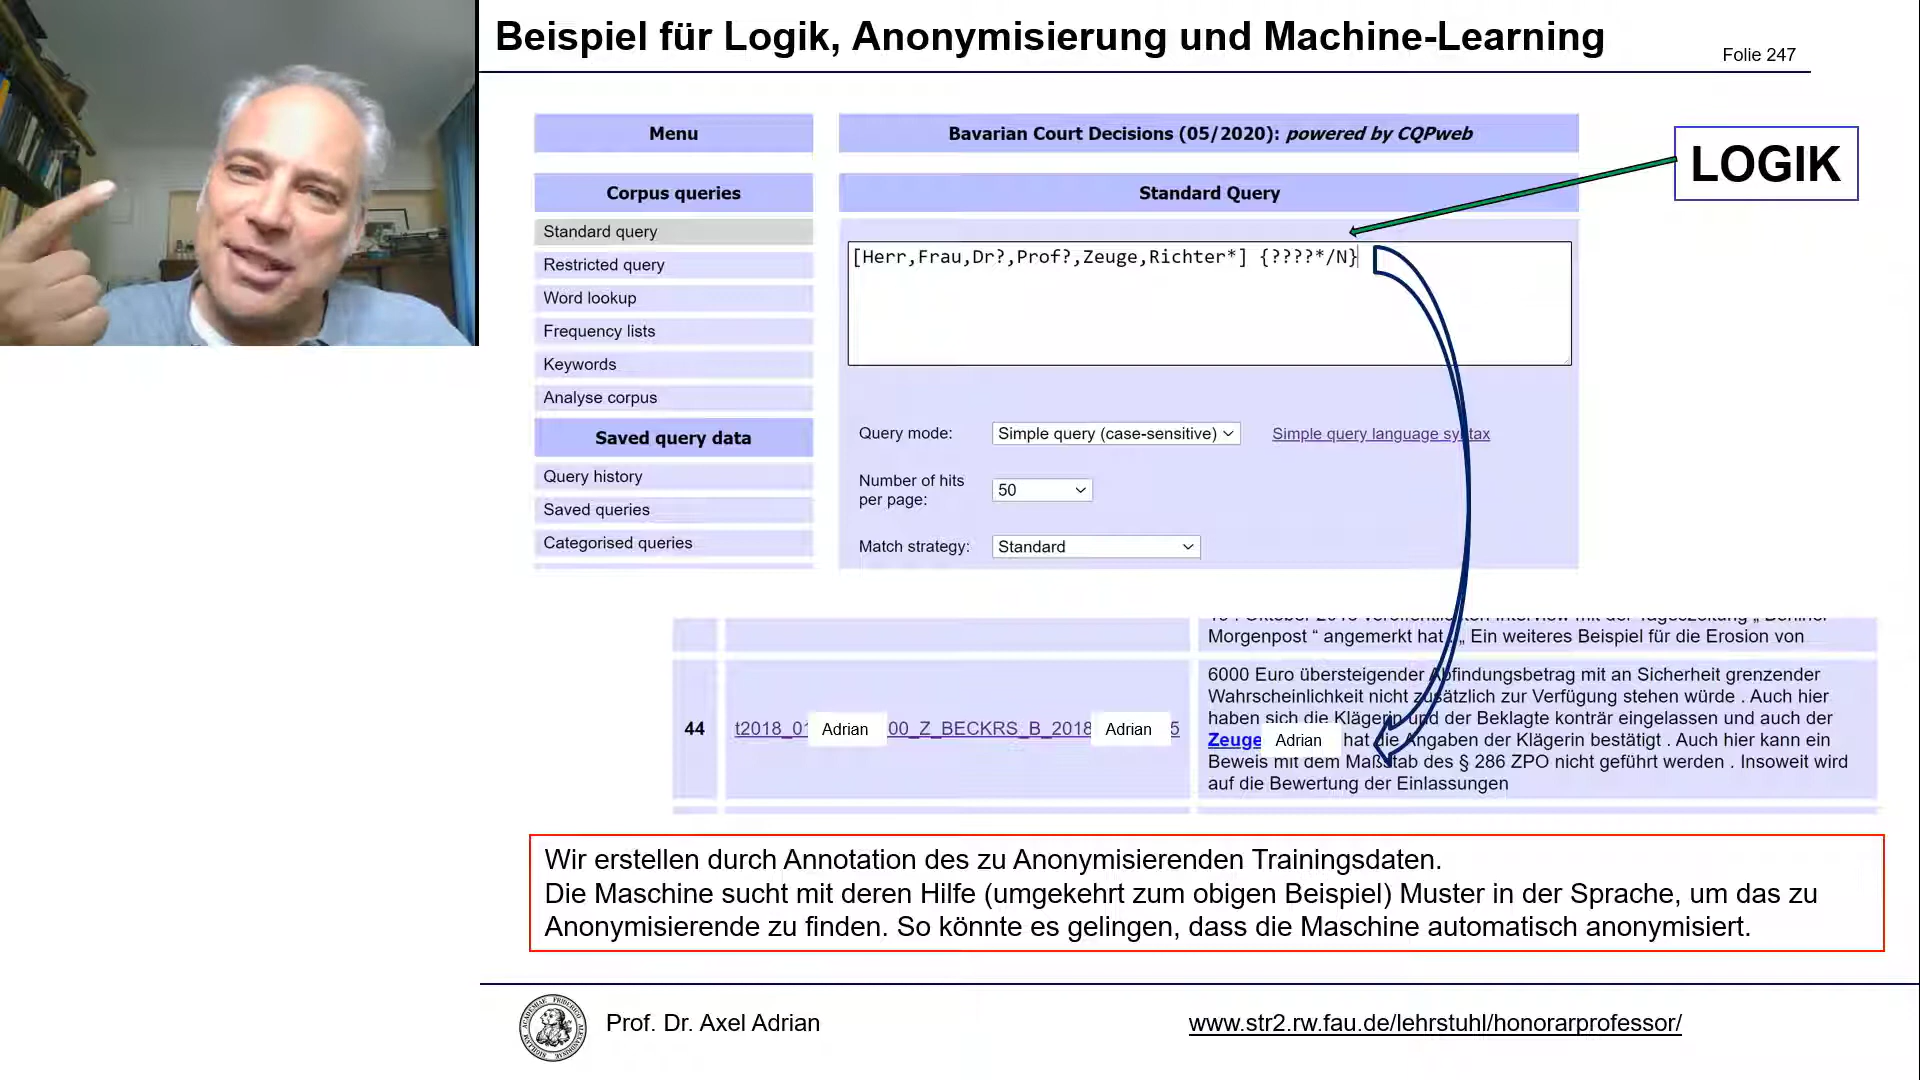 Beispiel für Logik, Anonymisierung und Machine-Learning
Folie 247
Menu
Corpus queries
Standard query
Restricted query
Word lookup
Frequency lists
Keywords
Analyse corpus
Saved query data
Query history
Saved queries
Categorised queries
Bavarian Court Decisions (05/2020): powered by CQPweb
Standard Query
[Herr,Frau,Dr?,Prof?,Zeuge,Richter*] {????*/N}
Query mode:
Simple query (case-sensitive)
Simple query language syntax
Number of hits
per page:
50
Match strategy:
Standard
LOGIK
Morgenpost “ angemerkt hat : „ Ein weiteres Beispiel für die Erosion von
44
t2018_01 Adrian 00_Z_BECKRS_B_2018 Adrian 5
6000 Euro übersteigender Abfindungsbetrag mit an Sicherheit grenzender
Wahrscheinlichkeit nicht zusätzlich zur Verfügung stehen würde . Auch hier
haben sich die Klägerin und der Beklagte konträr eingelassen und auch der
Zeuge Adrian hat die Angaben der Klägerin bestätigt . Auch hier kann ein
Beweis mit dem Maßstab des § 286 ZPO nicht geführt werden . Insoweit wird
auf die Bewertung der Einlassungen
Wir erstellen durch Annotation des zu Anonymisierenden Trainingsdaten.
Die Maschine sucht mit deren Hilfe (umgekehrt zum obigen Beispiel) Muster in der Sprache, um das zu
Anonymisierende zu finden. So könnte es gelingen, dass die Maschine automatisch anonymisiert.
Prof. Dr. Axel Adrian
www.str2.rw.fau.de/lehrstuhl/honorarprofessor/